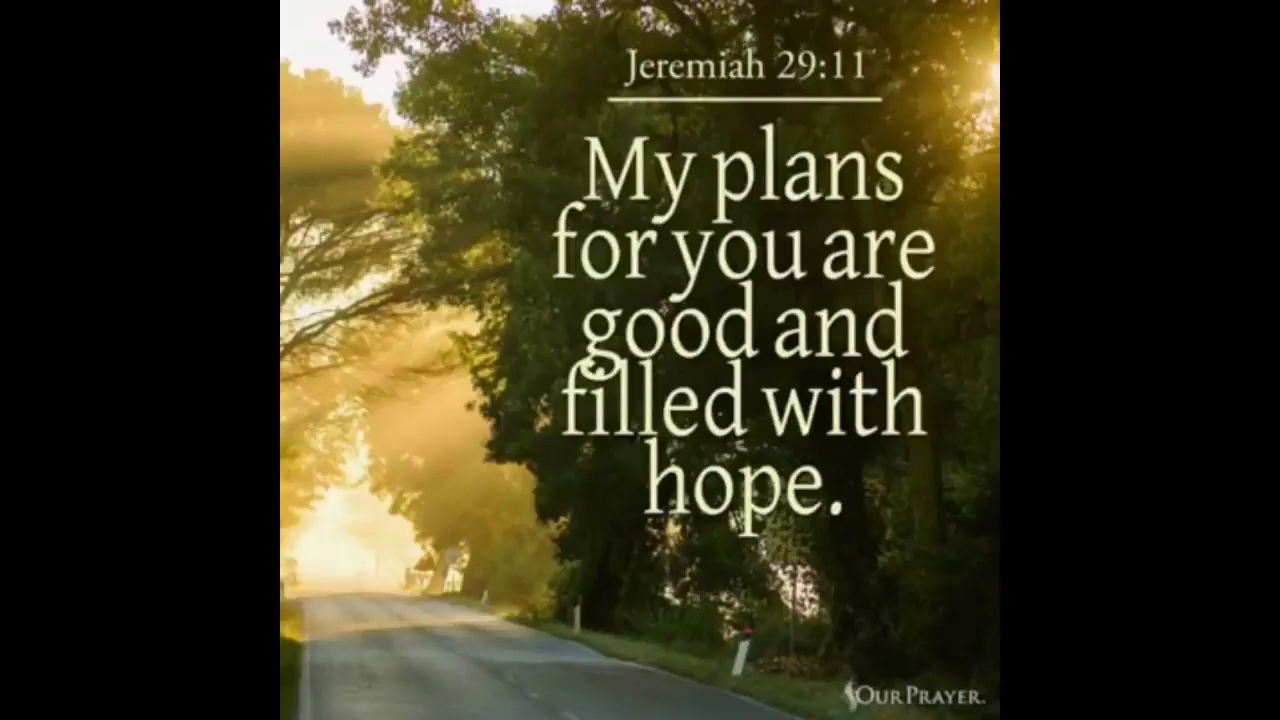 Jeremiah 29:11
My plans
for you are
good and
filled with
hope.
OURPRAYER.